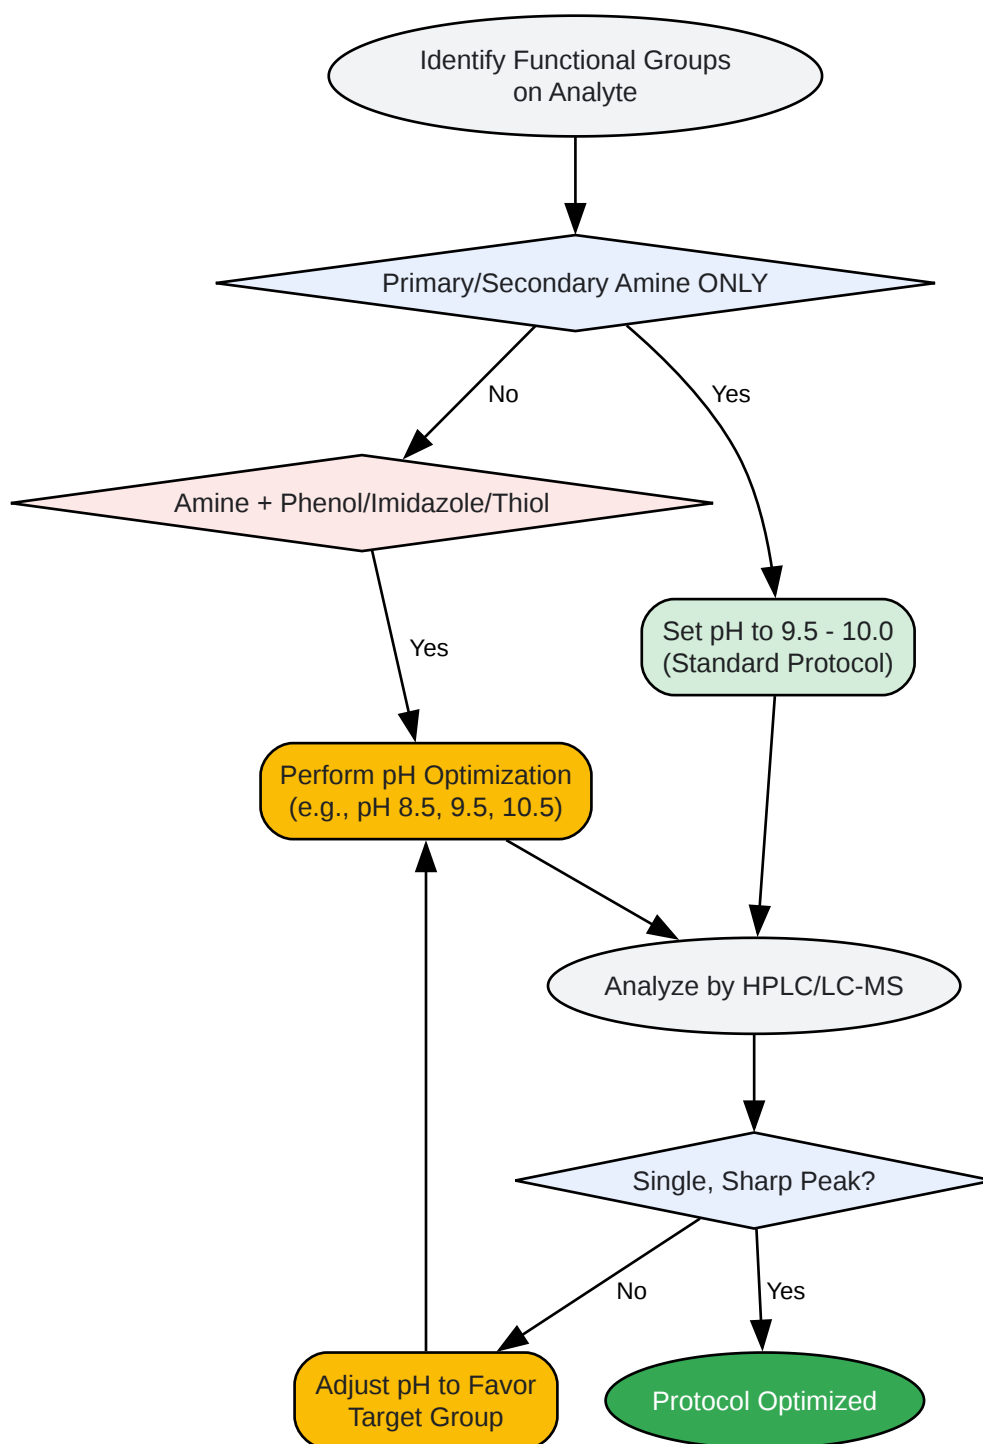 Identify Functional Groups
on Analyte
Primary/Secondary Amine ONLY
No
Yes
Amine + Phenol/Imidazole/Thiol
Set pH to 9.5 - 10.0
(Standard Protocol)
Yes
Perform pH Optimization
(e.g., pH 8.5, 9.5, 10.5)
Analyze by HPLC/LC-MS
Single, Sharp Peak?
No
Yes
Adjust pH to Favor
Target Group
Protocol Optimized